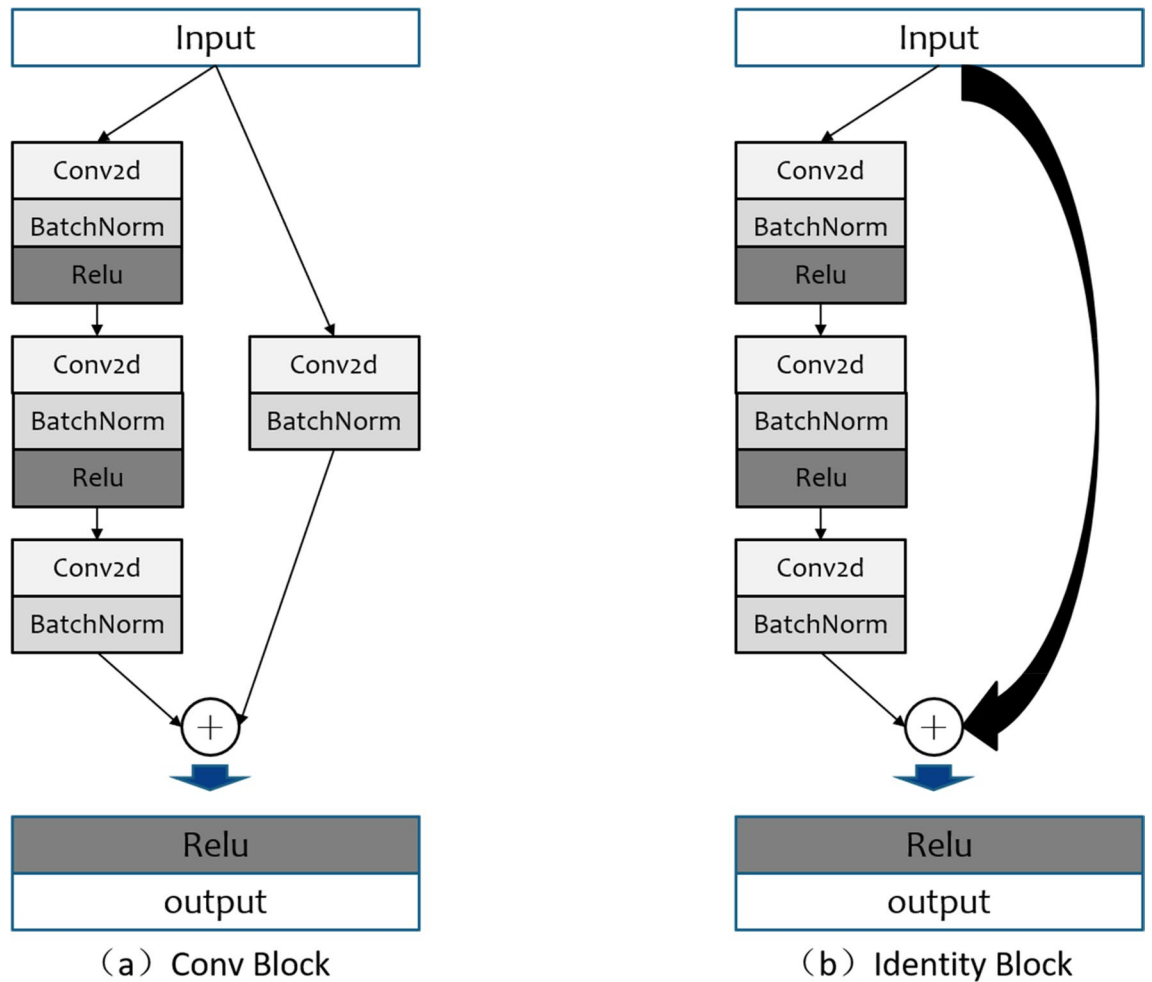 Input
Conv2d
BatchNorm
Relu
Conv2d
BatchNorm
Relu
Conv2d
BatchNorm
Conv2d
BatchNorm
+
Relu
output
（a）Conv Block
Input
Conv2d
BatchNorm
Relu
Conv2d
BatchNorm
Relu
Conv2d
BatchNorm
+
Relu
output
（b）Identity Block